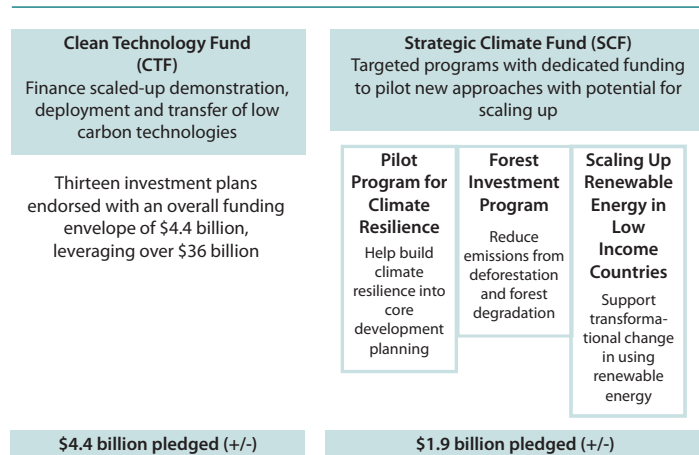 Clean Technology Fund
(CTF)
Finance scaled-up demonstration,
deployment and transfer of low
carbon technologies
Thirteen investment plans
endorsed with an overall funding
envelope of $4.4 billion,
leveraging over $36 billion
$4.4 billion pledged (+/-)
Strategic Climate Fund (SCF)
Targeted programs with dedicated funding
to pilot new approaches with potential for
scaling up
Pilot
Program for
Climate
Resilience
Help build
climate
resilience into
core
development
planning
Forest
Investment
Program
Reduce
emissions from
deforestation
and forest
degradation
Scaling Up
Renewable
Energy in
Low
Income
Countries
Support
transforma-
tional change
in using
renewable
energy
$1.9 billion pledged (+/-)